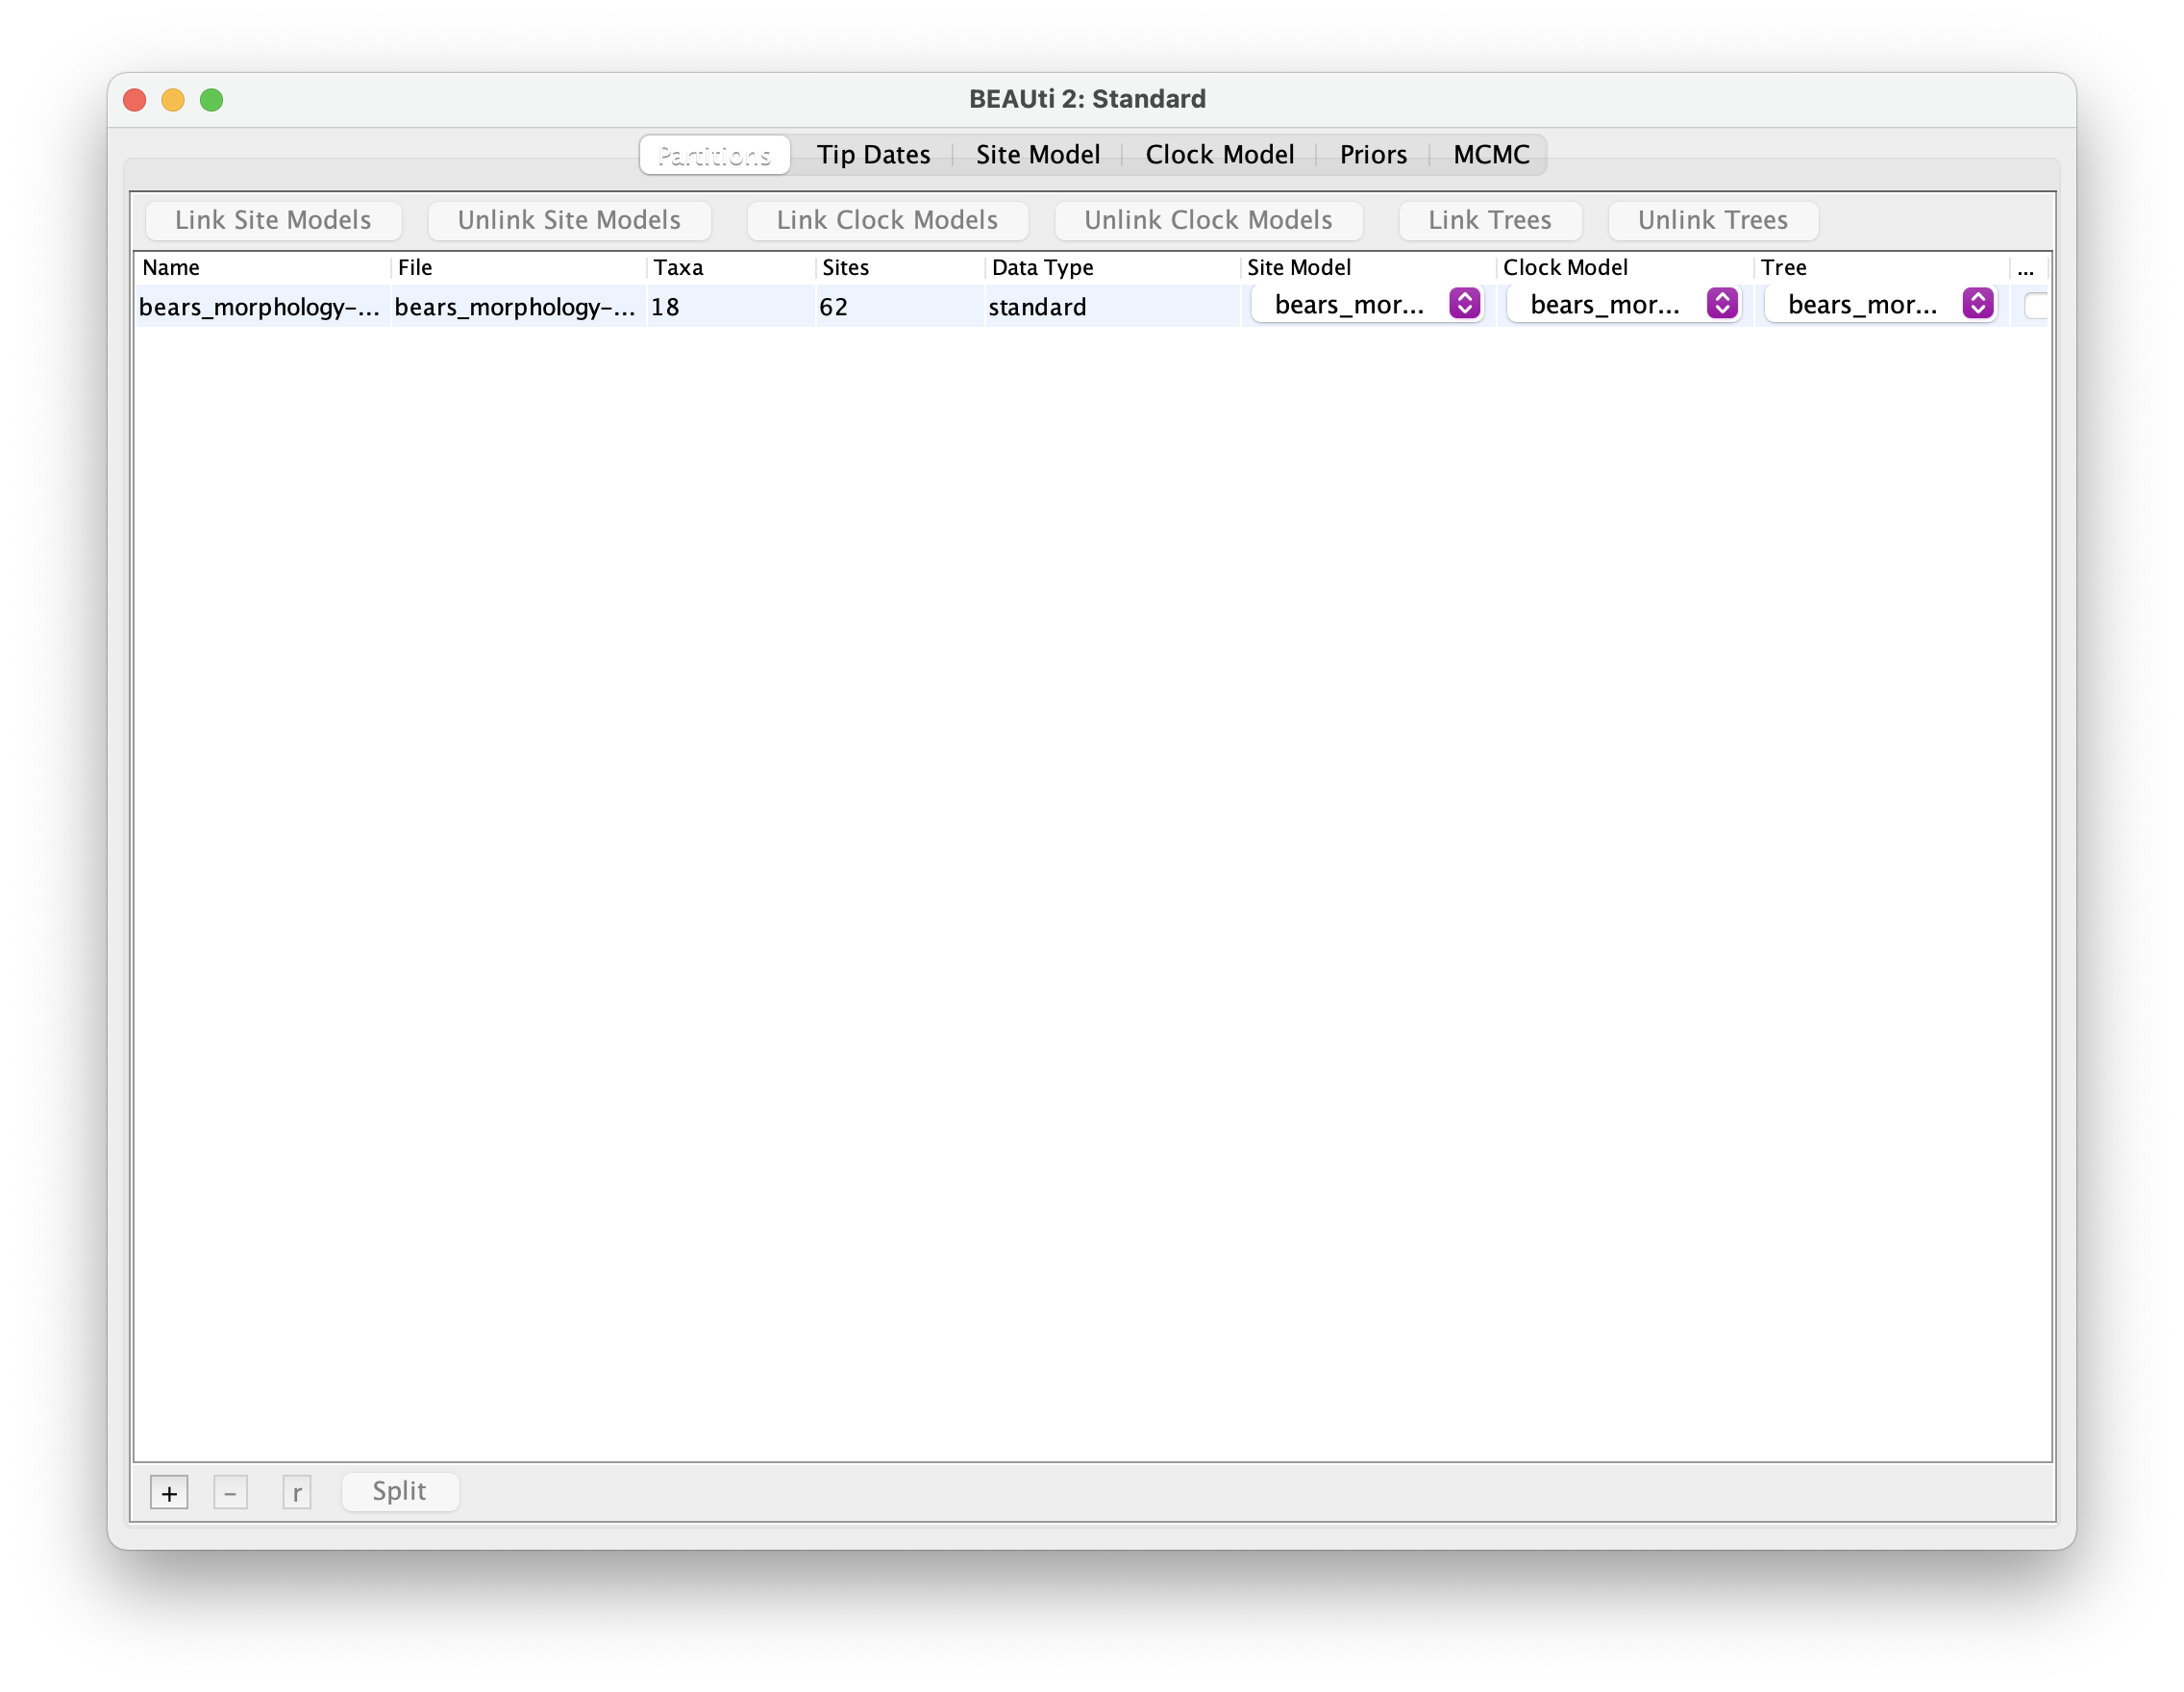 BEAUti 2: Standard
Partitions Tip Dates Site Model Clock Model Priors MCMC
Link Site Models Unlink Site Models Link Clock Models Unlink Clock Models Link Trees Unlink Trees
Name File Taxa Sites Data Type Site Model Clock Model Tree ...
bears_morphology-... bears_morphology-... 18 62 standard bears_mor... bears_mor... bears_mor...
+ - r Split